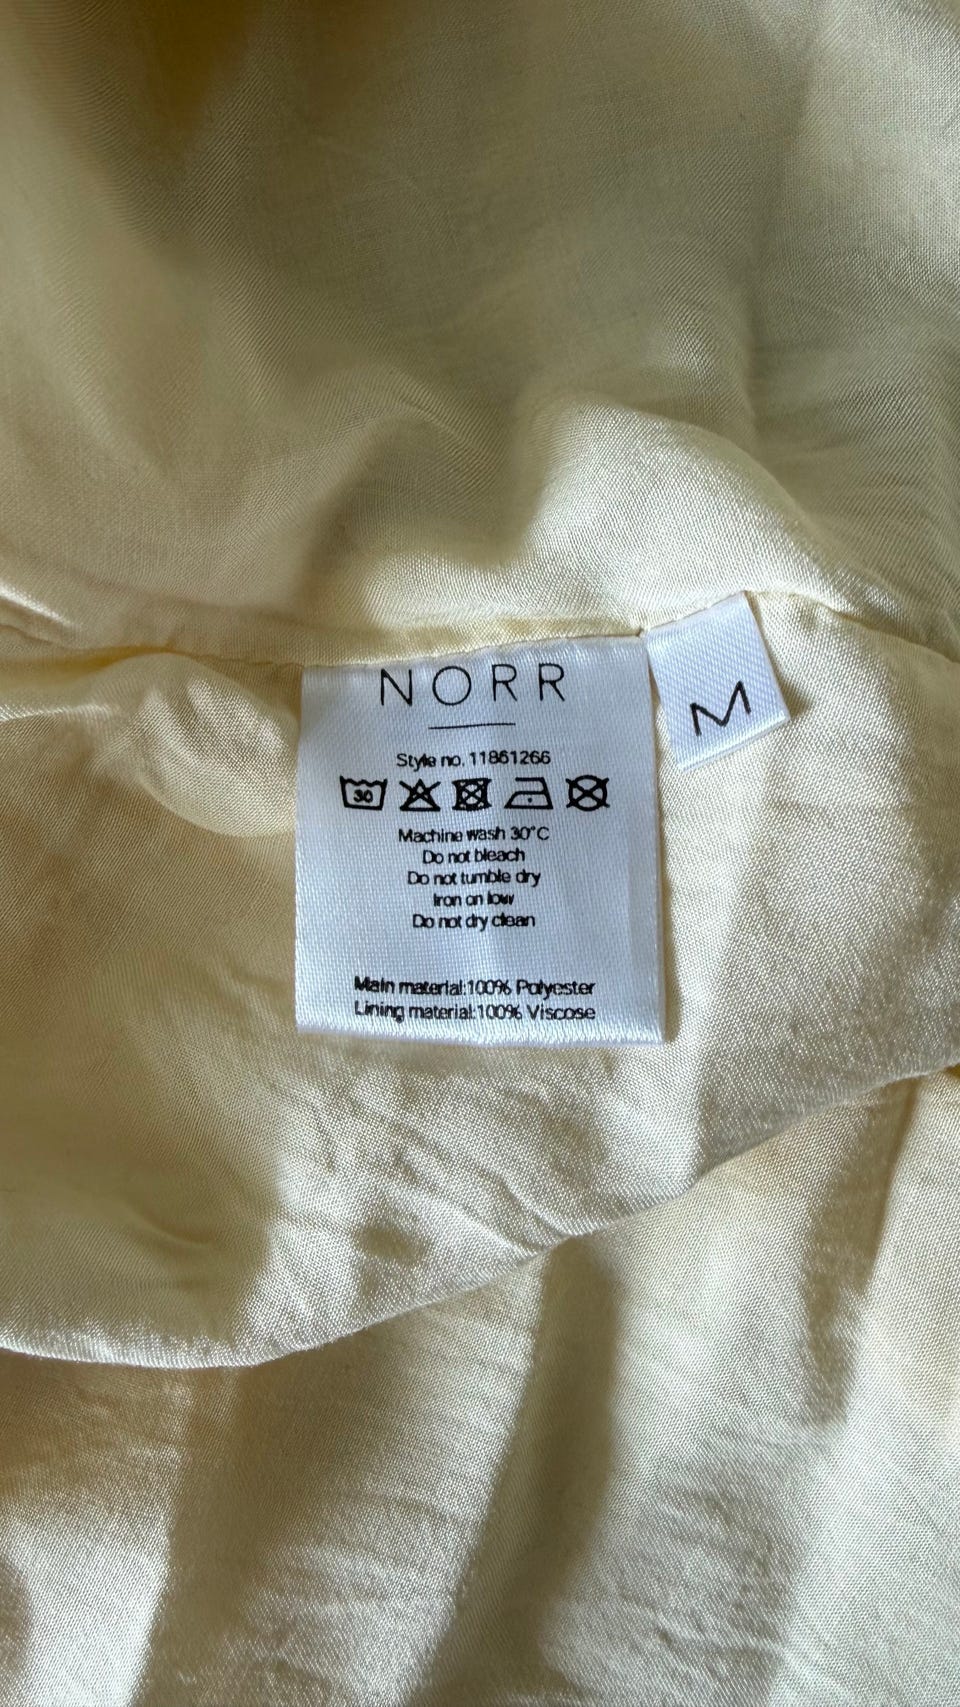 NORR
M
Style no. 11861266
30
Machine wash 30°C
Do not bleach
Do not tumble dry
Iron on low
Do not dry clean
Main material:100% Polyester
Lining material:100% Viscose